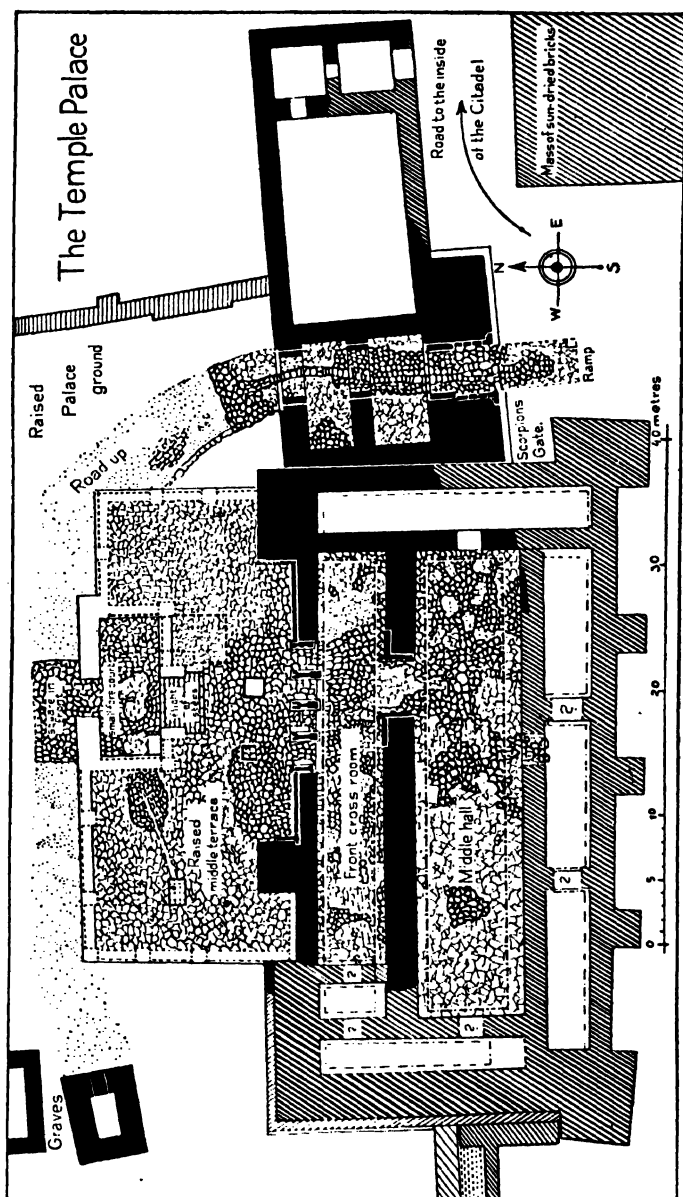 The Temple Palace
Raised
Palace
ground
Road up
Road to the inside
of the Citadel
Mass of sun-dried bricks
N
W
E
S
Ramp
Scorpions
Gate.
Graves
Raised
middle terrace
Front cross room
Middle hall
?
?
?
?
?
?
0
5
10
20
30
40 metres